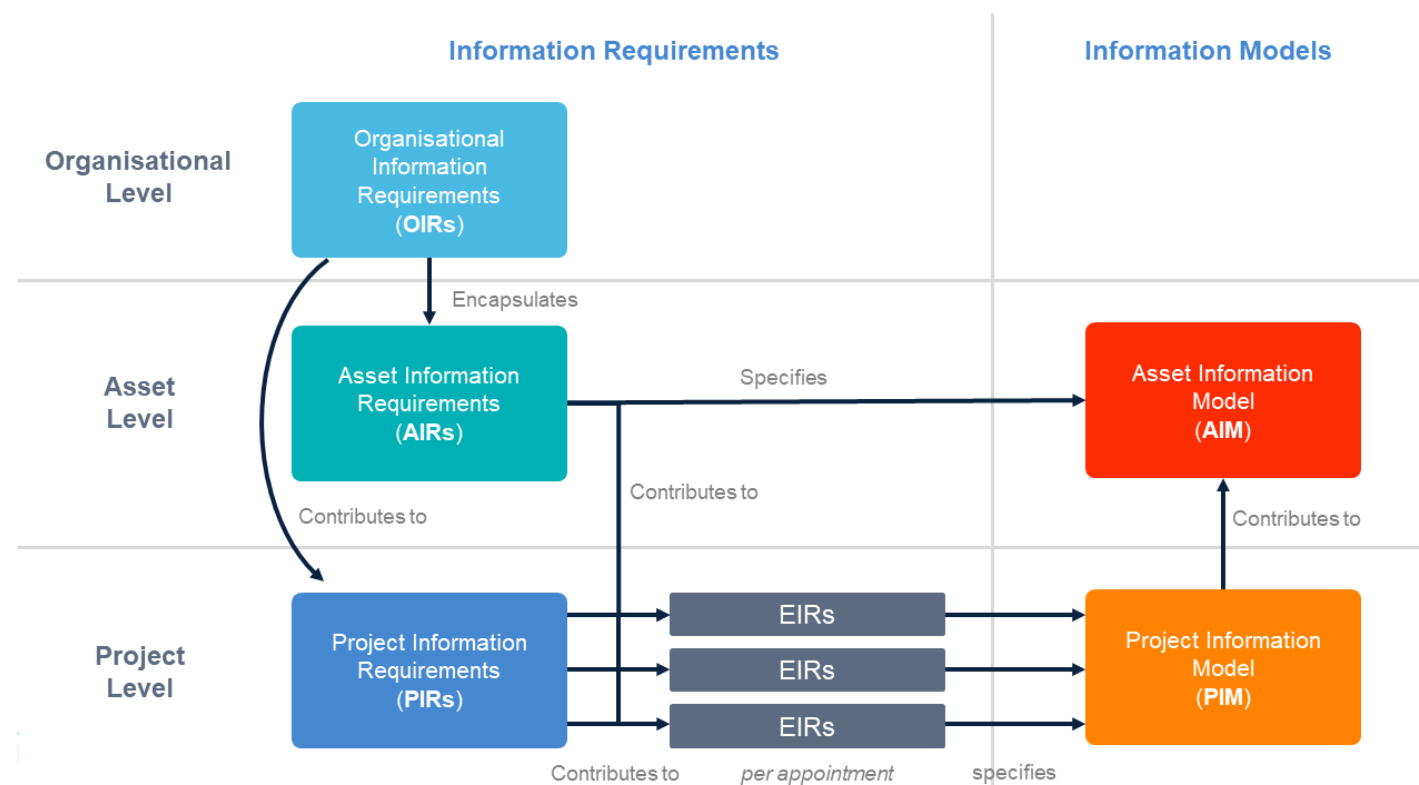 Information Requirements
Information Models
Organisational
Level
Organisational
Information
Requirements
(OIRs)
Encapsulates
Asset
Level
Asset Information
Requirements
(AIRs)
Specifies
Asset Information
Model
(AIM)
Contributes to
Contributes to
Contributes to
Project
Level
Project Information
Requirements
(PIRs)
EIRs
EIRs
EIRs
Project Information
Model
(PIM)
Contributes to
per appointment
specifies